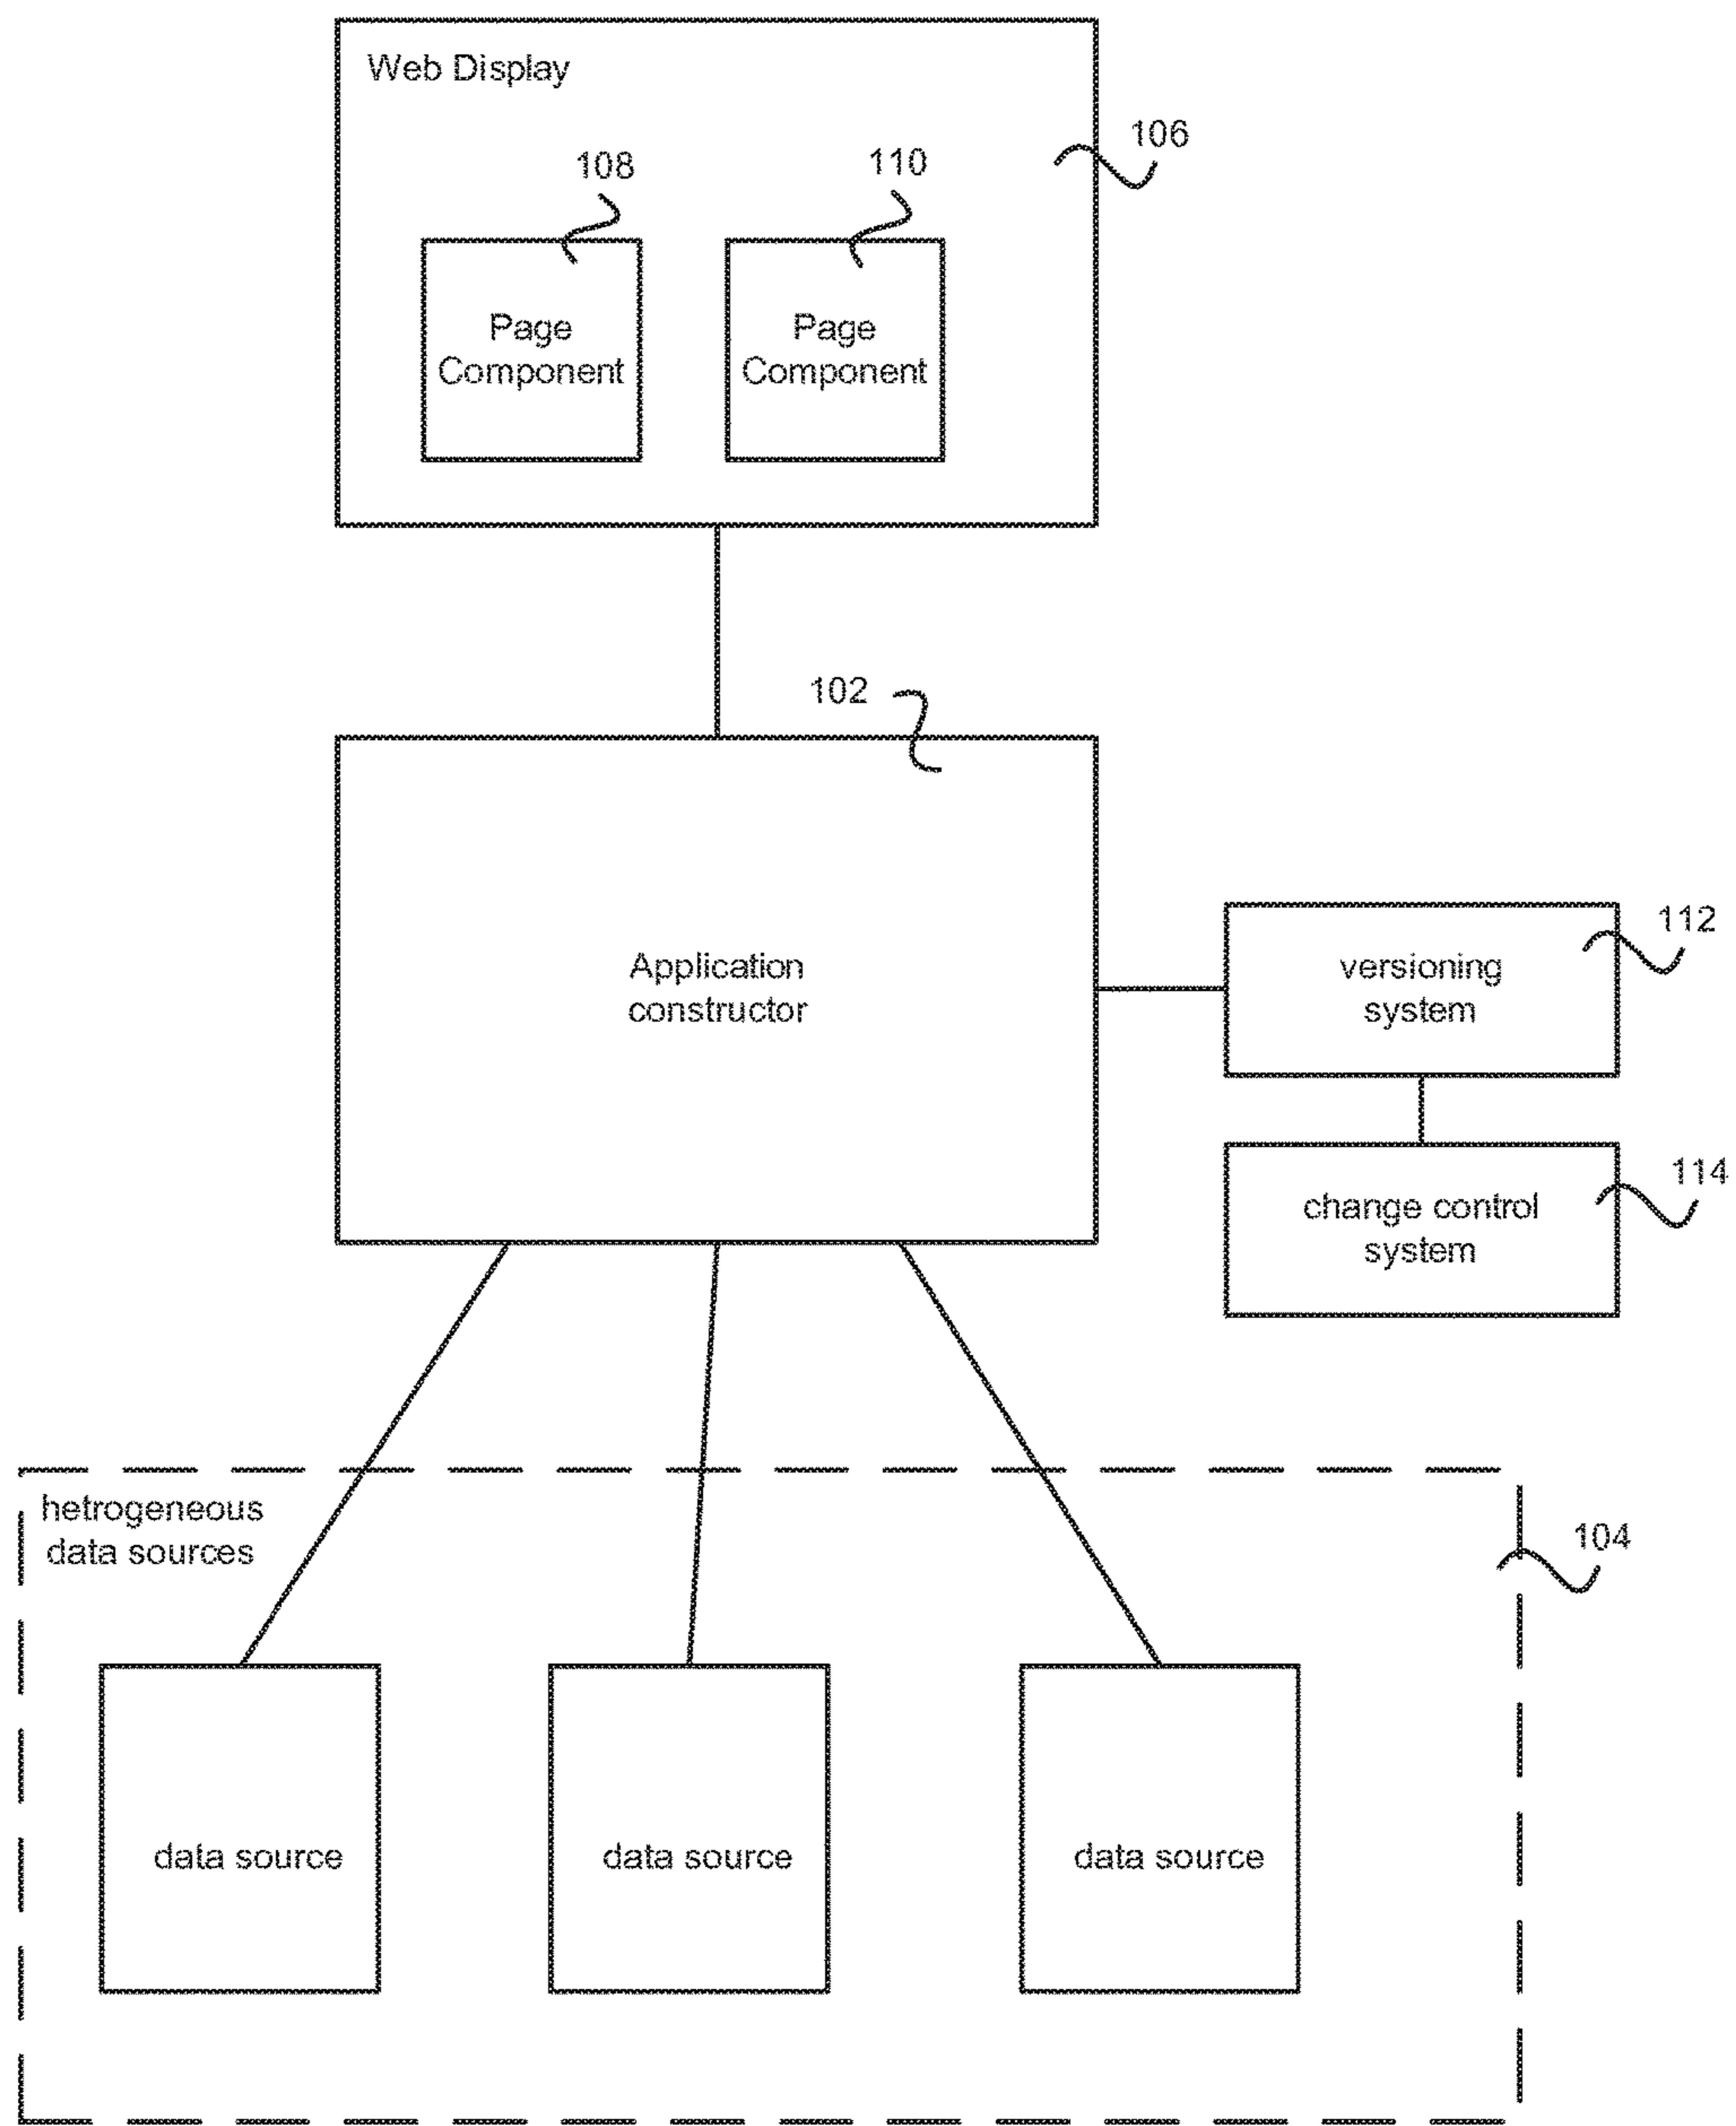 Web Display
106
108
110
Page
Component
Page
Component
102
Application
constructor
112
versioning
system
114
change control
system
hetrogeneous
data sources
104
data source
data source
data source